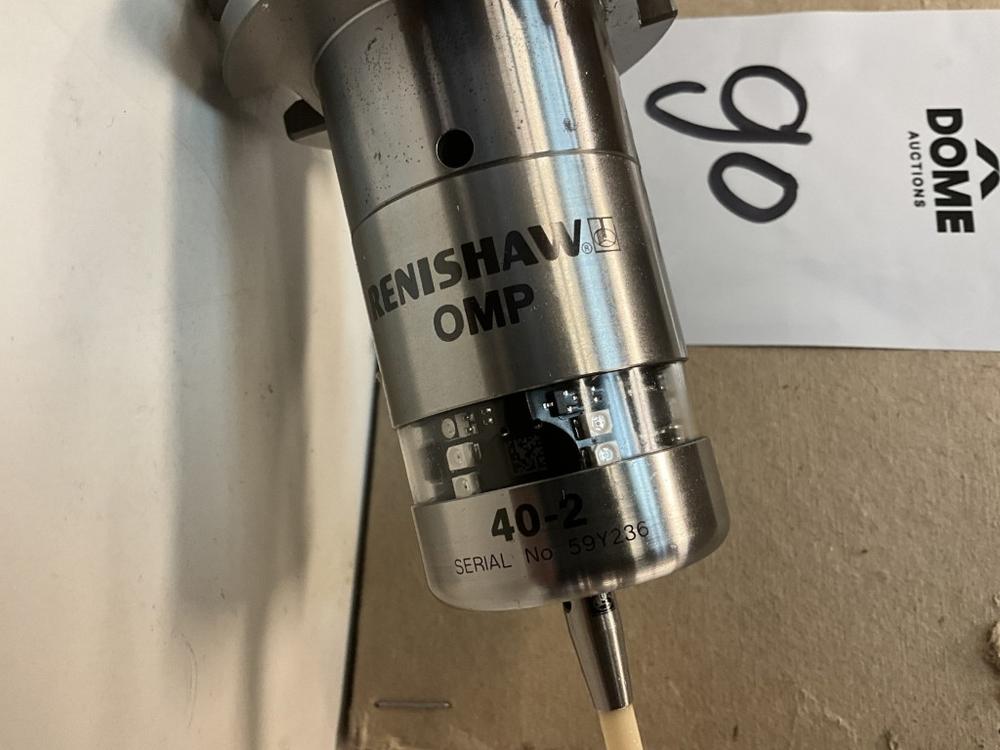 RENISHAW®
OMP
40-2
SERIAL No 59Y236
90
DOME
AUCTIONS